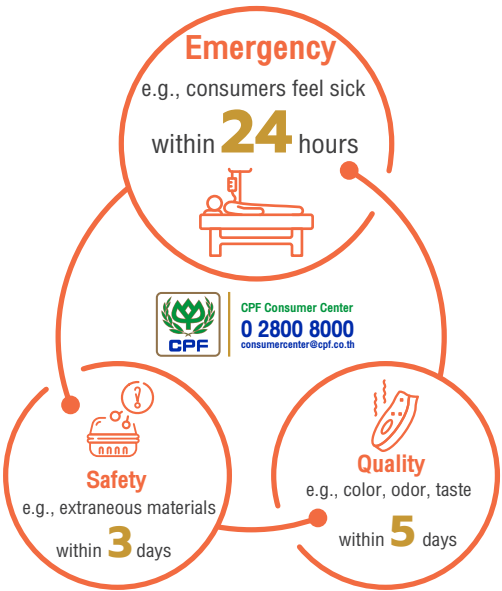 Emergency
e.g., consumers feel sick
within 24 hours
CPF
CPF Consumer Center
0 2800 8000
consumercenter@cpf.co.th
Safety
e.g., extraneous materials
within 3 days
Quality
e.g., color, odor, taste
within 5 days